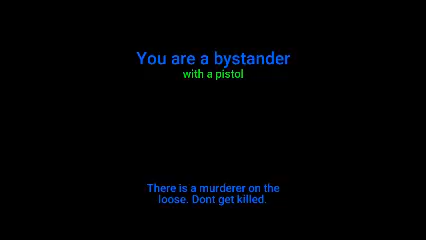 You are a bystander
with a pistol
There is a murderer on the
loose. Dont get killed.